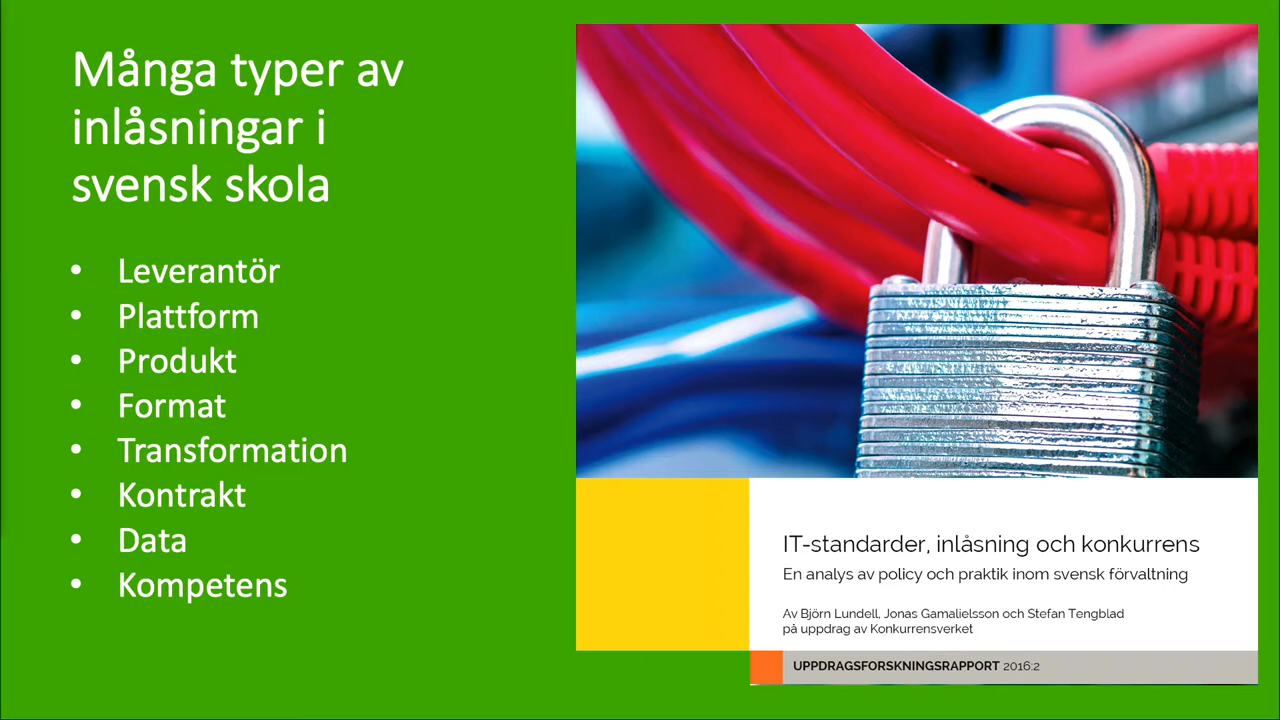 Många typer av
inlåsningar i
svensk skola
• Leverantör
• Plattform
• Produkt
• Format
• Transformation
• Kontrakt
• Data
• Kompetens
IT-standarder, inlåsning och konkurrens
En analys av policy och praktik inom svensk förvaltning
Av Björn Lundell, Jonas Gamalielsson och Stefan Tengblad
på uppdrag av Konkurrensverket
UPPDRAGSFORSKNINGSRAPPORT 2016:2